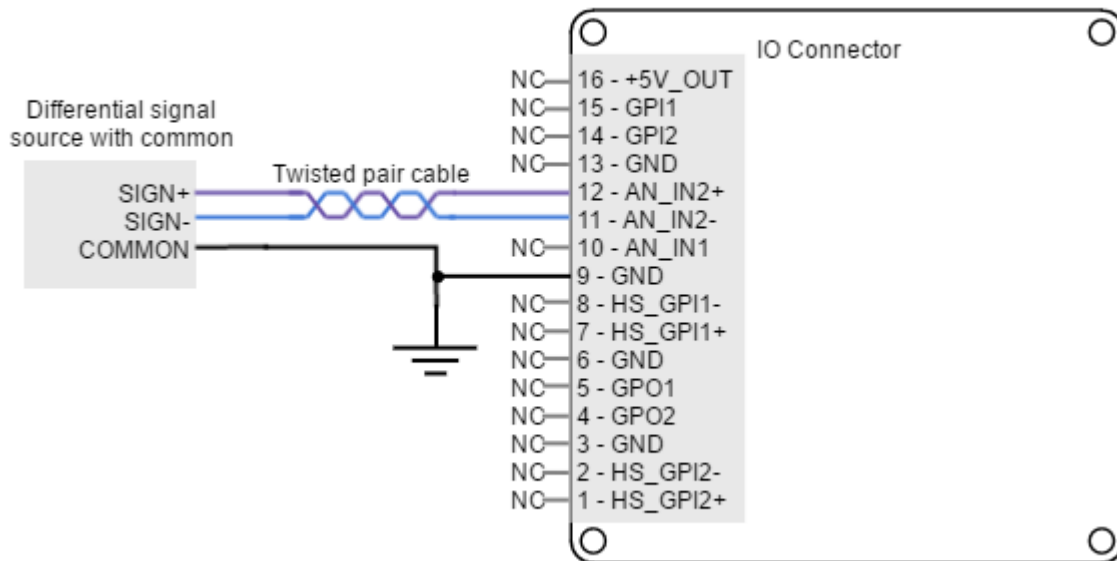 IO Connector
Differential signal
source with common
SIGN+
SIGN-
COMMON
Twisted pair cable
NC 16 - +5V_OUT
NC 15 - GPI1
NC 14 - GPI2
NC 13 - GND
12 - AN_IN2+
11 - AN_IN2-
NC 10 - AN_IN1
9 - GND
NC 8 - HS_GPI1-
NC 7 - HS_GPI1+
NC 6 - GND
NC 5 - GPO1
NC 4 - GPO2
NC 3 - GND
NC 2 - HS_GPI2-
NC 1 - HS_GPI2+